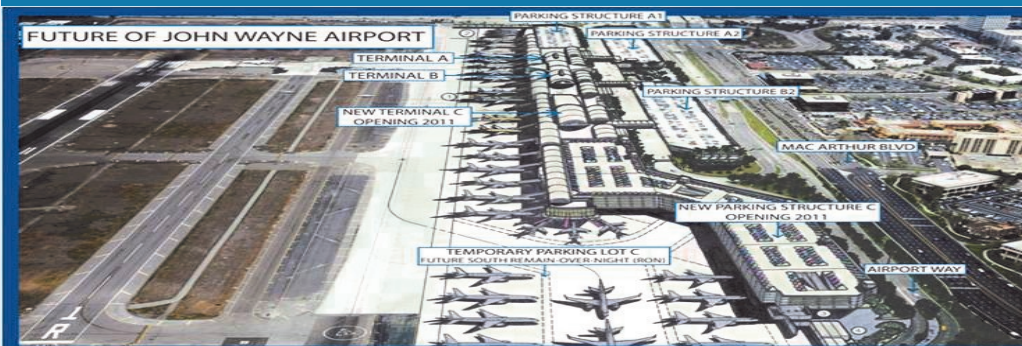 PARKING STRUCTURE A1
FUTURE OF JOHN WAYNE AIRPORT
PARKING STRUCTURE A2
TERMINAL A
TERMINAL B
PARKING STRUCTURE B2
NEW TERMINAL C
OPENING 2011
MAC ARTHUR BLVD
NEW PARKING STRUCTURE C
OPENING 2011
TEMPORARY PARKING LOT C
FUTURE SOUTH REMAIN-OVER-NIGHT (RON)
AIRPORT WAY